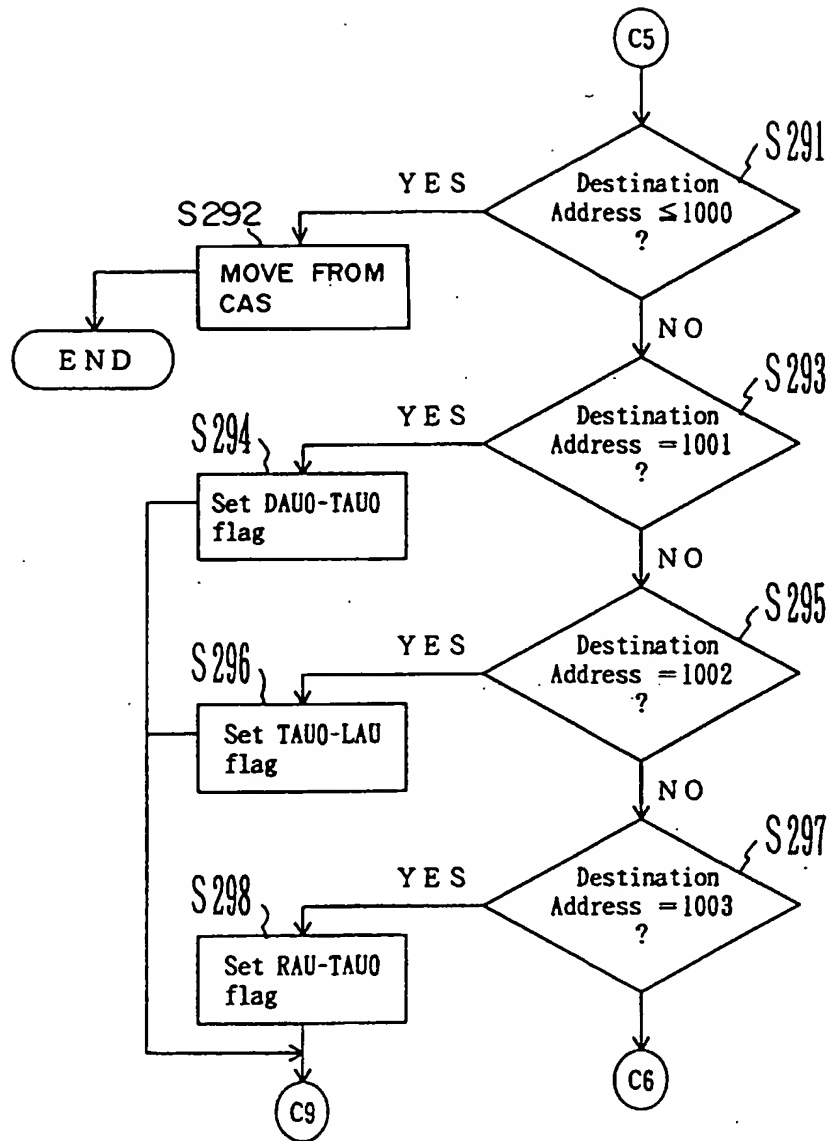 C5
S291
Destination
Address ≦1000
?
YES
S292
MOVE FROM
CAS
END
NO
S293
Destination
Address =1001
?
YES
S294
Set DAU0-TAU0
flag
NO
S295
Destination
Address =1002
?
YES
S296
Set TAU0-LAU
flag
NO
S297
Destination
Address =1003
?
YES
S298
Set RAU-TAU0
flag
C9
C6